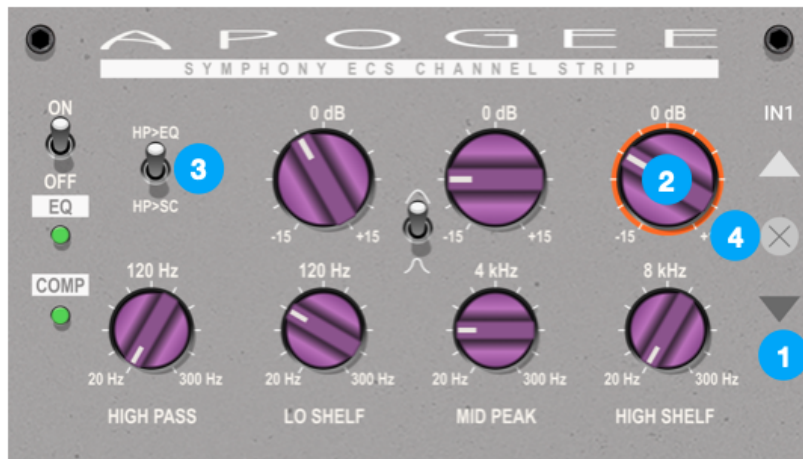 APOGEE
SYMPHONY ECS CHANNEL STRIP
ON
OFF
EQ
COMP
HP>EQ
3
HP>SC
0 dB
-15 +15
0 dB
0 dB
2
-15 +
4
IN1
1
120 Hz
20 Hz 300 Hz
HIGH PASS
120 Hz
20 Hz 300 Hz
LO SHELF
4 kHz
20 Hz 300 Hz
MID PEAK
8 kHz
20 Hz 300 Hz
HIGH SHELF